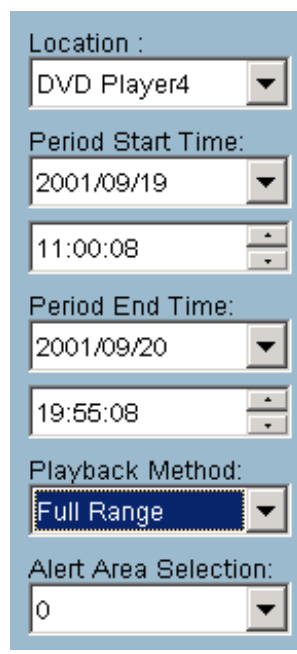 Location :
DVD Player4
Period Start Time:
2001/09/19
11:00:08
Period End Time:
2001/09/20
19:55:08
Playback Method:
Full Range
Alert Area Selection:
0